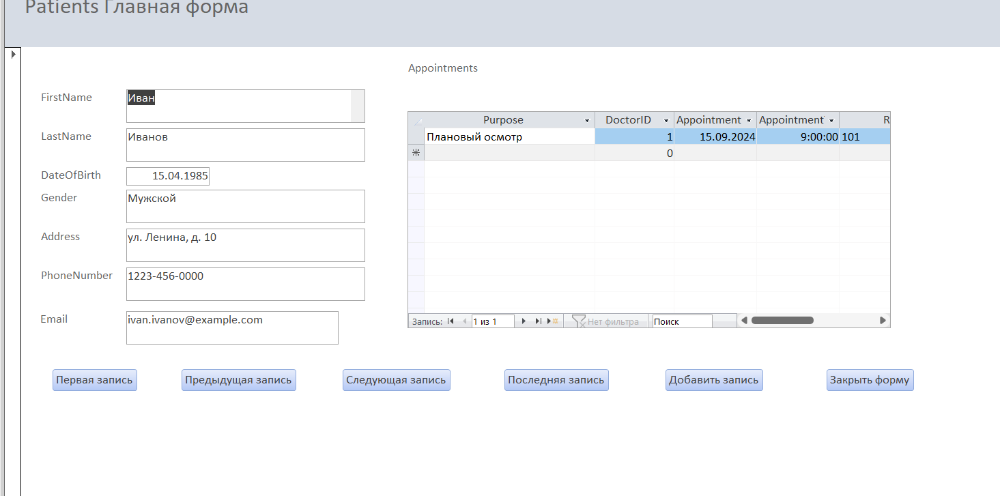 Patients Главная форма
Appointments
FirstName Иван
LastName Иванов
DateOfBirth 15.04.1985
Gender Мужской
Address ул. Ленина, д. 10
PhoneNumber 1223-456-0000
Email ivan.ivanov@example.com
Purpose DoctorID Appointment Appointment R
Плановый осмотр 1 15.09.2024 9:00:00 101
0
Запись: 1 из 1 Нет фильтра Поиск
Первая запись Предыдущая запись Следующая запись Последняя запись Добавить запись Закрыть форму